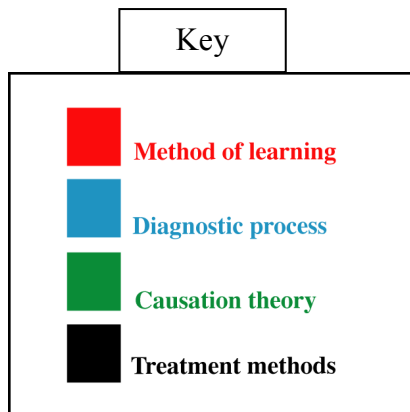 Key
Method of learning
Diagnostic process
Causation theory
Treatment methods